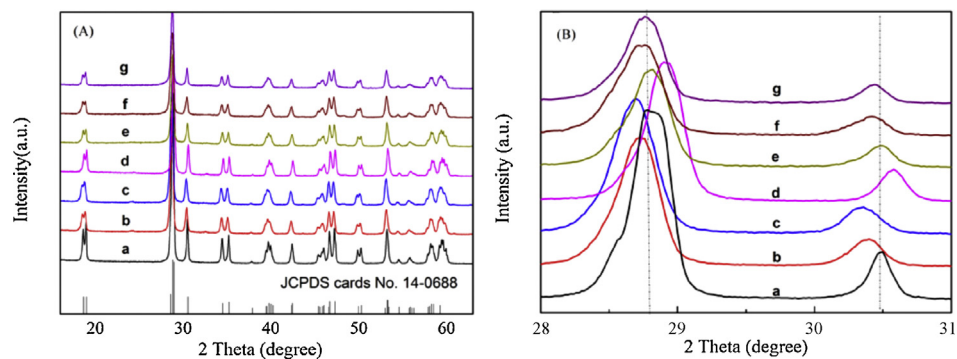 (A)
Intensity(a.u.)
g
f
e
d
c
b
a
JCPDS cards No. 14-0688
20 30 40 50 60
2 Theta (degree)
(B)
Intensity (a.u.)
g
f
e
d
c
b
a
28 29 30 31
2 Theta (degree)